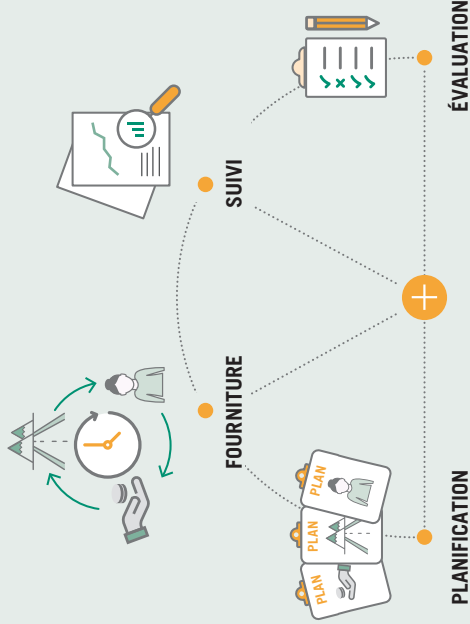 PLAN
PLAN
PLAN
PLANIFICATION
FOURNITURE
SUIVI
ÉVALUATION